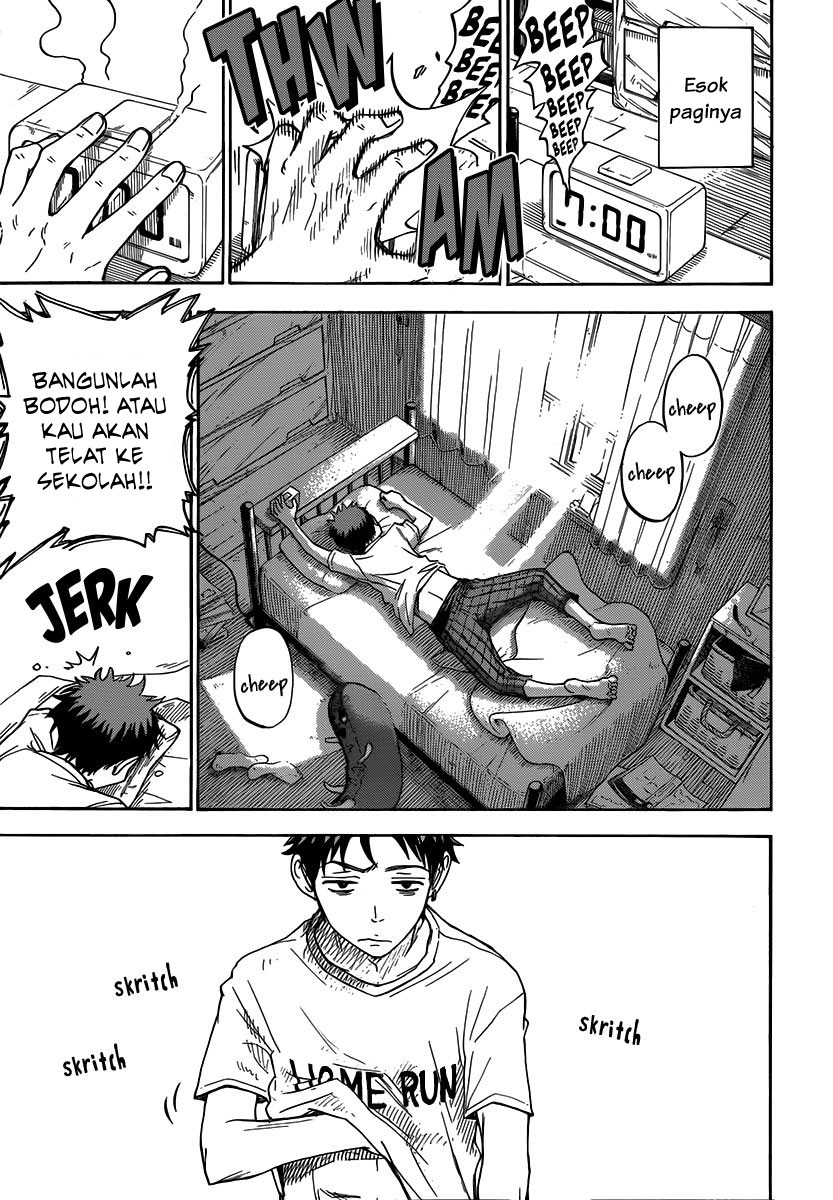 Esok
paginya
BEEP
BEEP
BEEP
BEEP
BEEP
7:00
BEEP
BEEP
BEEP
BEEP
THW
AM
cheep
cheep
cheep
BANGUNLAH
BODOH! ATAU
KAU AKAN
TELAT KE
SEKOLAH!!
JERK
skritch
skritch
skritch
HOME RUN